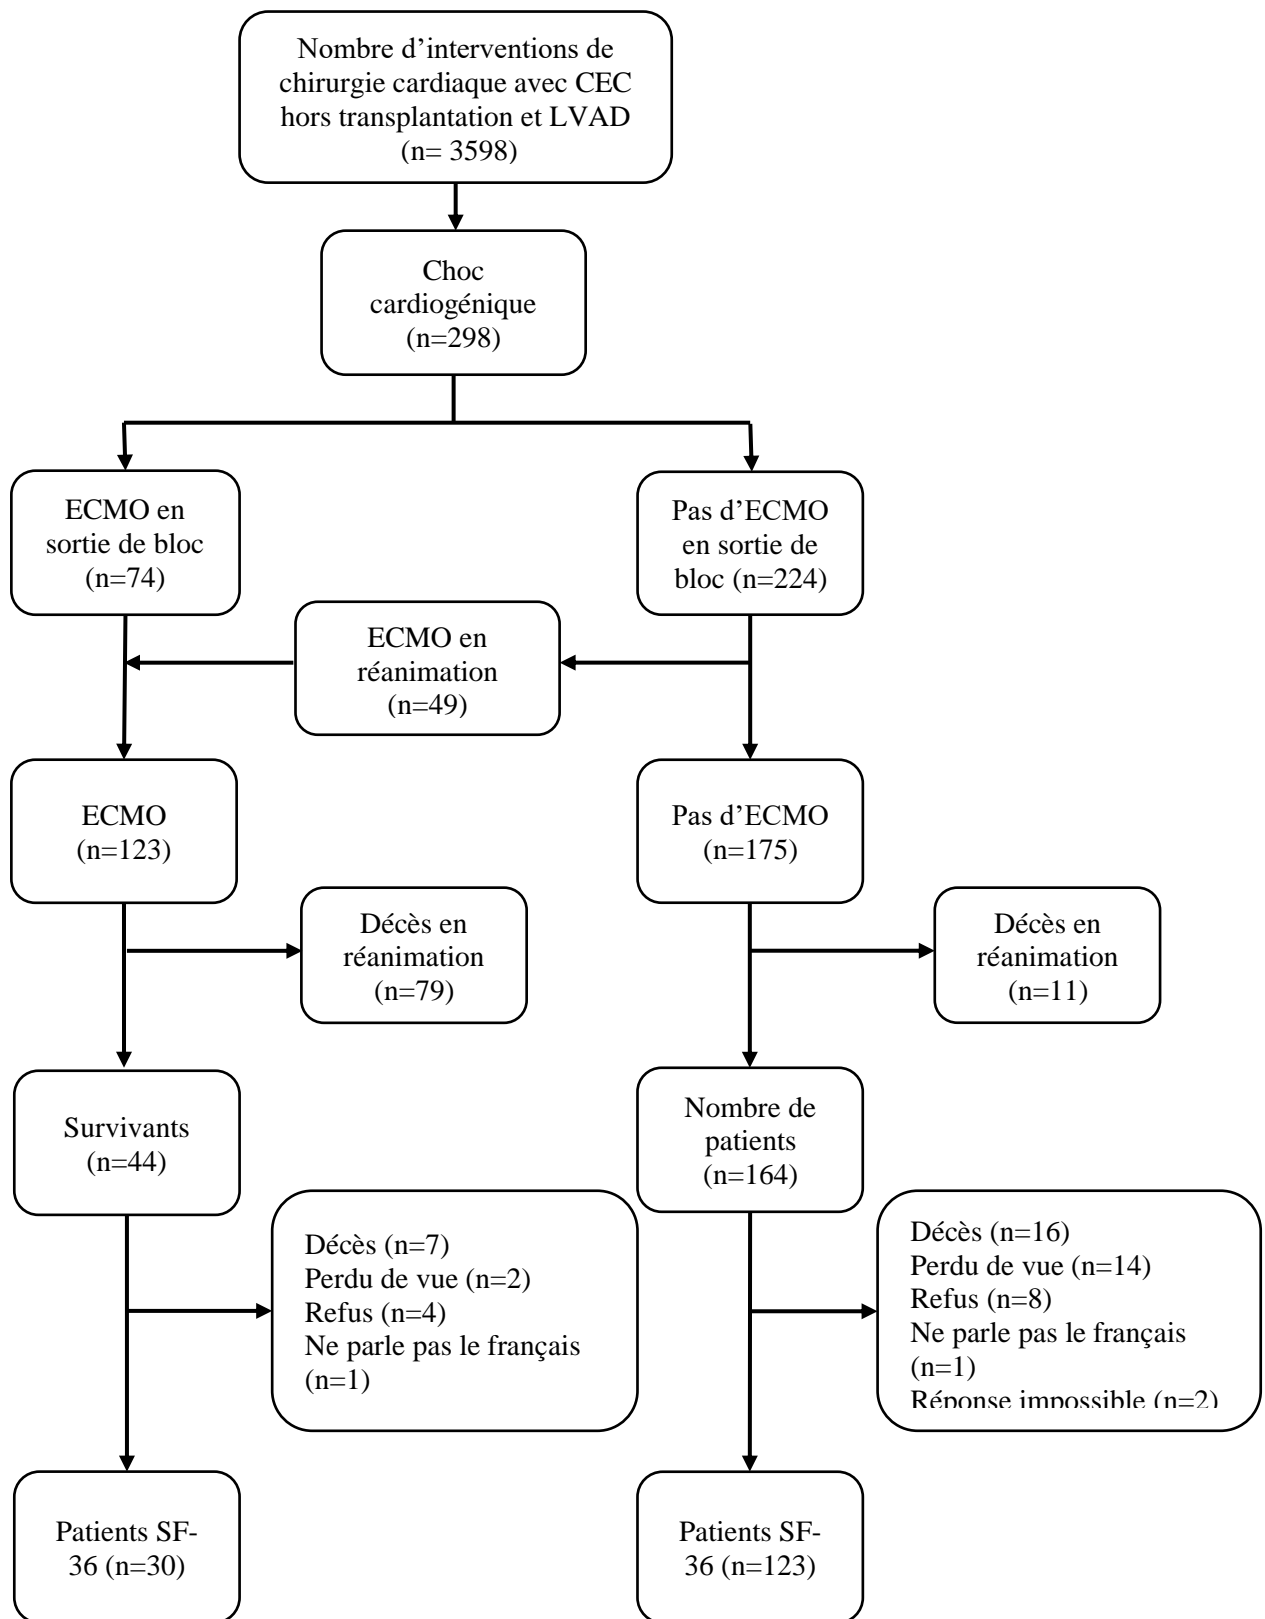 Nombre d’interventions de
chirurgie cardiaque avec CEC
hors transplantation et LVAD
(n= 3598)
Choc
cardiogénique
(n=298)
ECMO en
sortie de bloc
(n=74)
Pas d’ECMO
en sortie de
bloc (n=224)
ECMO en
réanimation
(n=49)
ECMO
(n=123)
Pas d’ECMO
(n=175)
Décès en
réanimation
(n=79)
Décès en
réanimation
(n=11)
Survivants
(n=44)
Nombre de
patients
(n=164)
Décès (n=7)
Perdu de vue (n=2)
Refus (n=4)
Ne parle pas le français
(n=1)
Décès (n=16)
Perdu de vue (n=14)
Refus (n=8)
Ne parle pas le français
(n=1)
Réponse impossible (n=2)
Patients SF-
36 (n=30)
Patients SF-
36 (n=123)